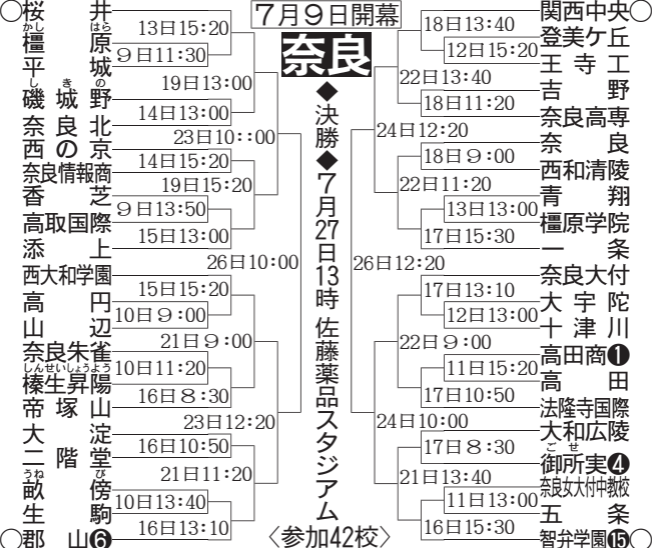 7月9日開幕
奈良
◆決勝◆7月27日13時 佐藤薬品スタジアム
〈参加42校〉
○桜井
橿原
かしはら
平城
磯城野
しきの
奈良北
西の京
奈良情報商
香芝
高取国際
添上
西大和学園
高円
山辺
奈良朱雀
榛生昇陽
しんせいしょうよう
帝塚山
大淀
二階堂
畝傍
うねび
生駒
○郡山❻
13日15:20
9日11:30
19日13:00
14日13:00
23日10::00
14日15:20
19日15:20
9日13:50
15日13:00
26日10:00
15日15:20
10日9:00
21日9:00
10日11:20
16日8:30
23日12:20
16日10:50
21日11:20
10日13:40
16日13:10
18日13:40
12日15:20
22日13:40
18日11:20
24日12:20
18日9:00
22日11:20
13日13:00
17日15:30
26日12:20
17日13:10
12日13:00
22日9:00
11日15:20
17日10:50
24日10:00
17日8:30
21日13:40
11日13:00
16日15:30
関西中央○
登美ケ丘
王寺工
吉野
奈良高専
奈良
西和清陵
青翔
橿原学院
一条
奈良大付
大宇陀
十津川
高田商❶
高田
法隆寺国際
大和広陵
御所実❹
ごせ
奈良女大付中教校
五条
智弁学園⓯○